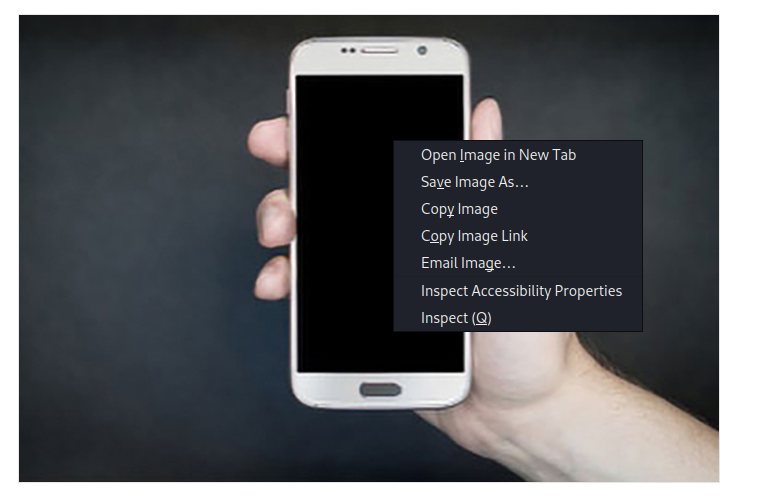 Open Image in New Tab
Save Image As…
Copy Image
Copy Image Link
Email Image…
Inspect Accessibility Properties
Inspect (Q)